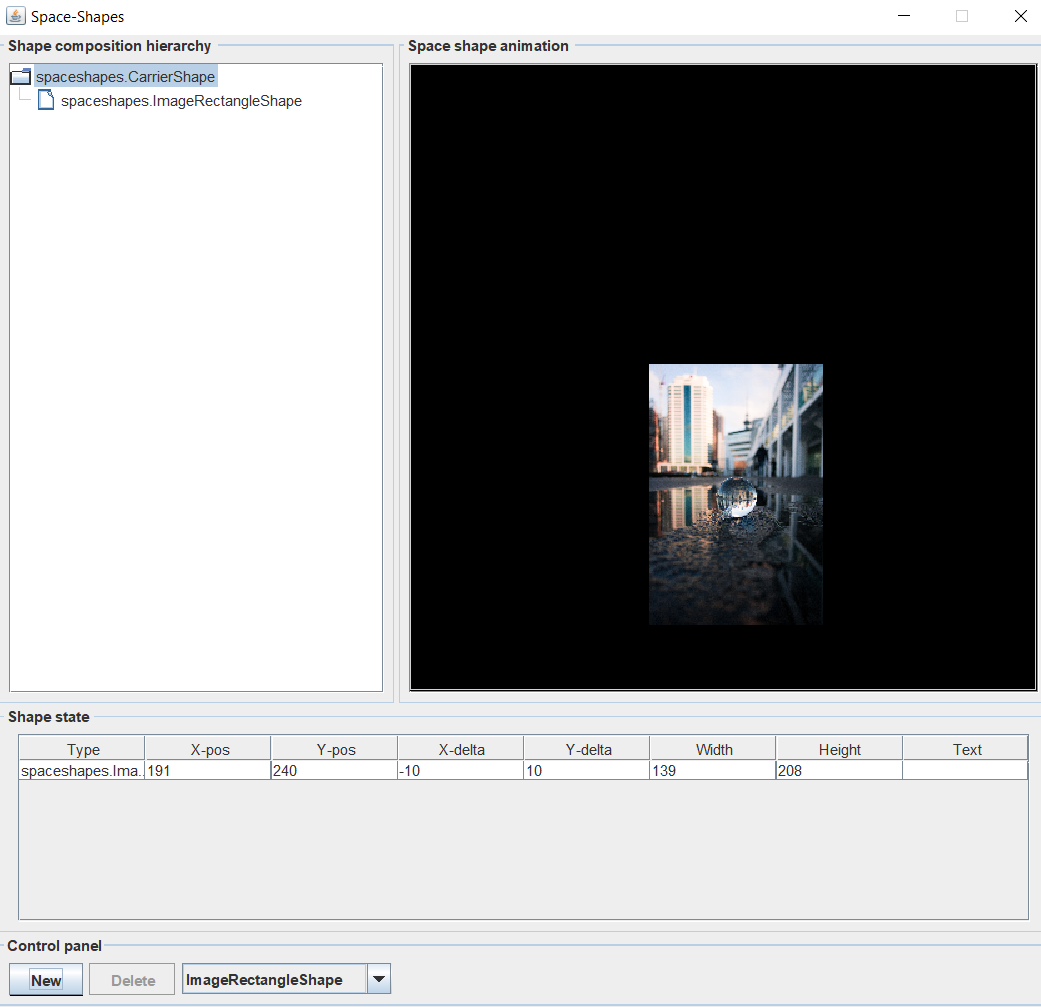 Space-Shapes
Shape composition hierarchy
spaceshapes.CarrierShape
spaceshapes.ImageRectangleShape
Space shape animation
Shape state
Type X-pos Y-pos X-delta Y-delta Width Height Text
spaceshapes.Ima... 191 240 -10 10 139 208
Control panel
New Delete ImageRectangleShape